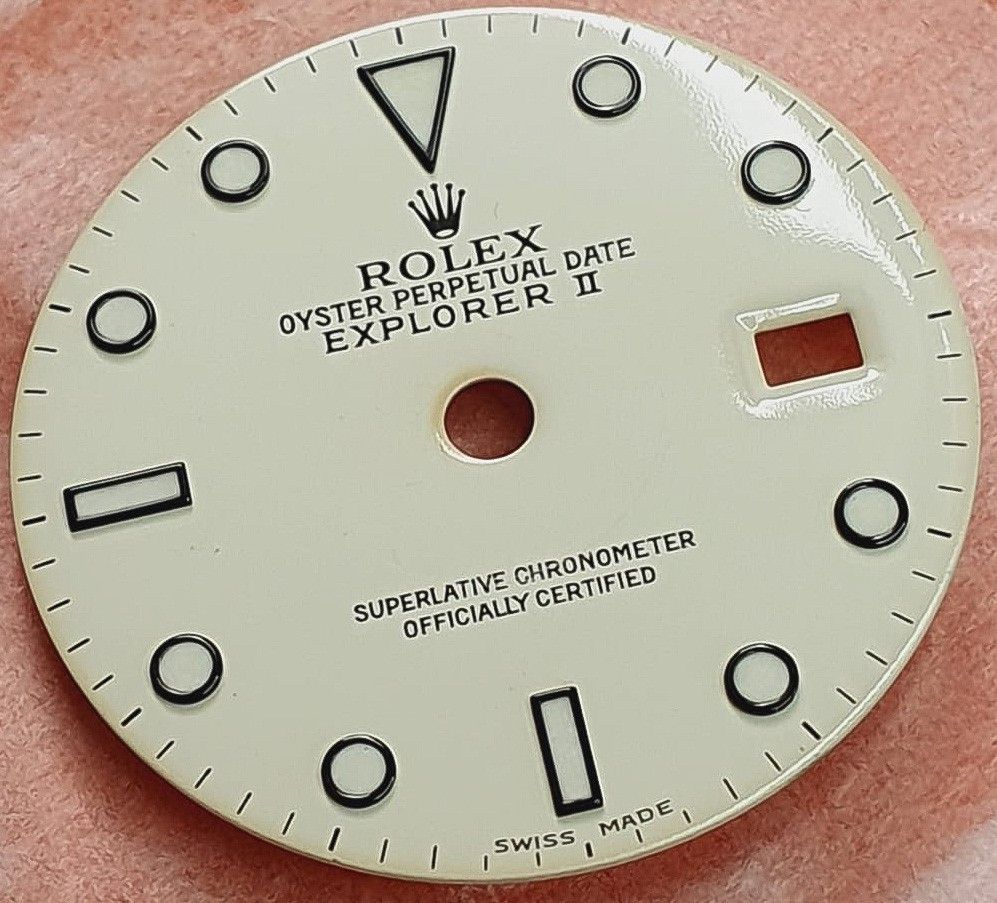 ROLEX
OYSTER PERPETUAL DATE
EXPLORER II
SUPERLATIVE CHRONOMETER
OFFICIALLY CERTIFIED
SWISS MADE